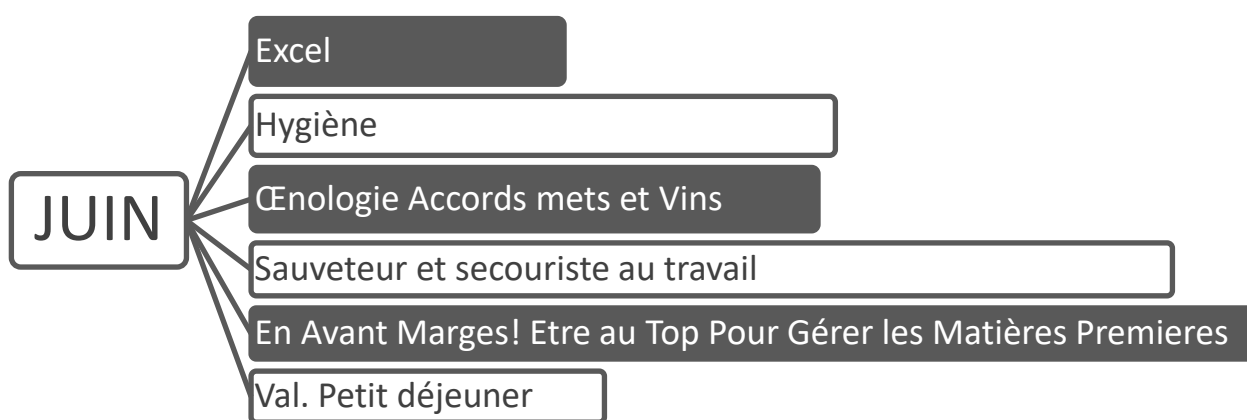 JUIN
Excel
Hygiène
Œnologie Accords mets et Vins
Sauveteur et secouriste au travail
En Avant Marges! Etre au Top Pour Gérer les Matières Premieres
Val. Petit déjeuner